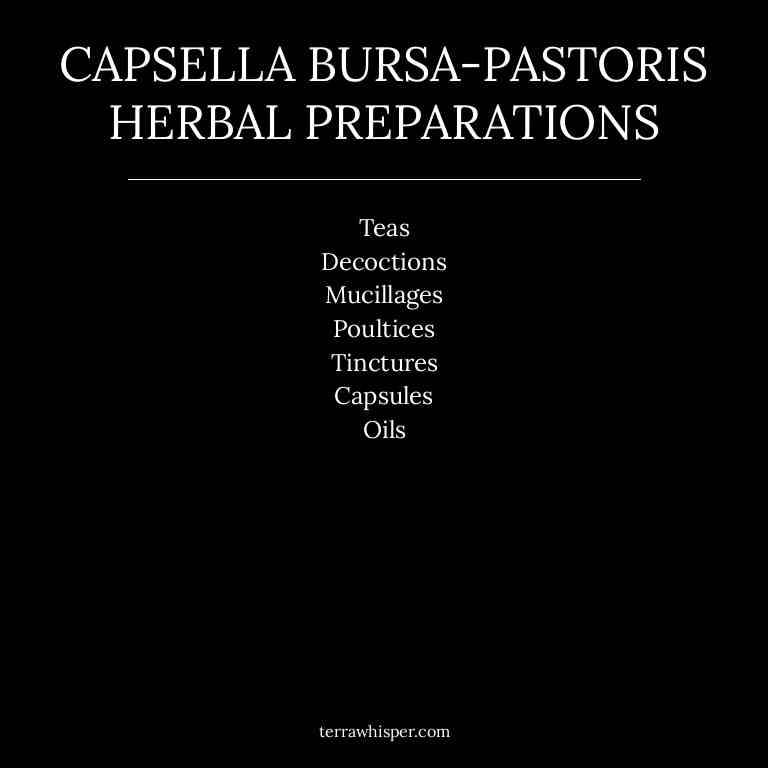 CAPSELLA BURSA-PASTORIS
HERBAL PREPARATIONS
Teas
Decoctions
Mucillages
Poultices
Tinctures
Capsules
Oils
terrawhisper.com